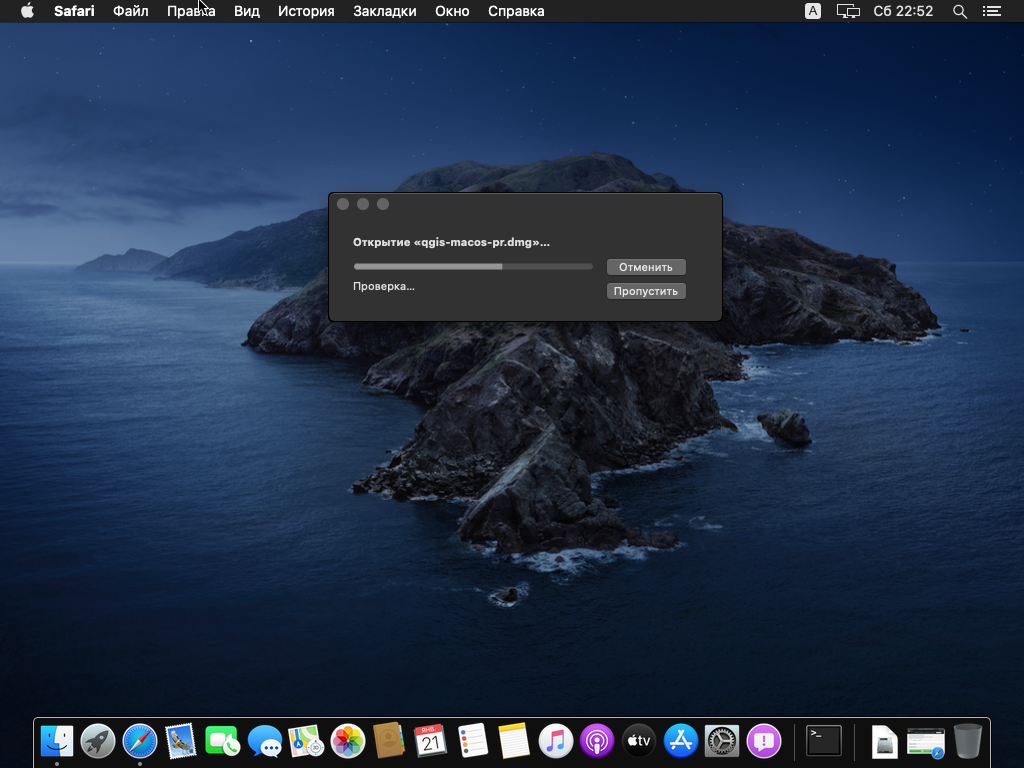 Safari Файл Правка Вид История Закладки Окно Справка A Сб 22:52
Открытие «qgis-macos-pr.dmg»...
Отменить
Проверка...
Пропустить
ЯНВ
21
tv
>_